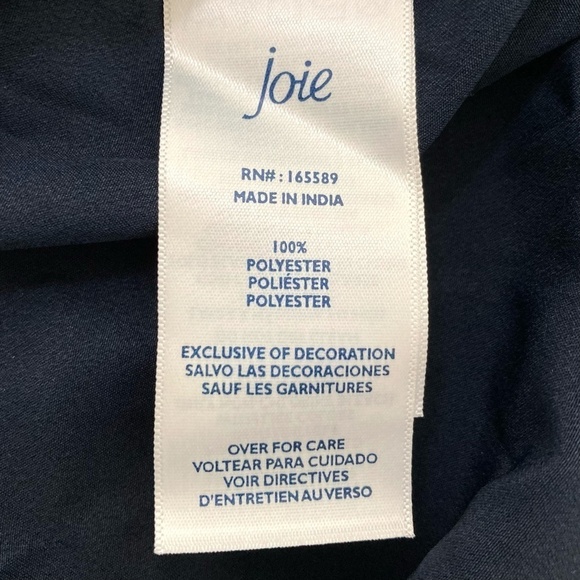 joie
RN#: 165589
MADE IN INDIA
100%
POLYESTER
POLIÉSTER
POLYESTER
EXCLUSIVE OF DECORATION
SALVO LAS DECORACIONES
SAUF LES GARNITURES
OVER FOR CARE
VOLTEAR PARA CUIDADO
VOIR DIRECTIVES
D'ENTRETIEN AU VERSO